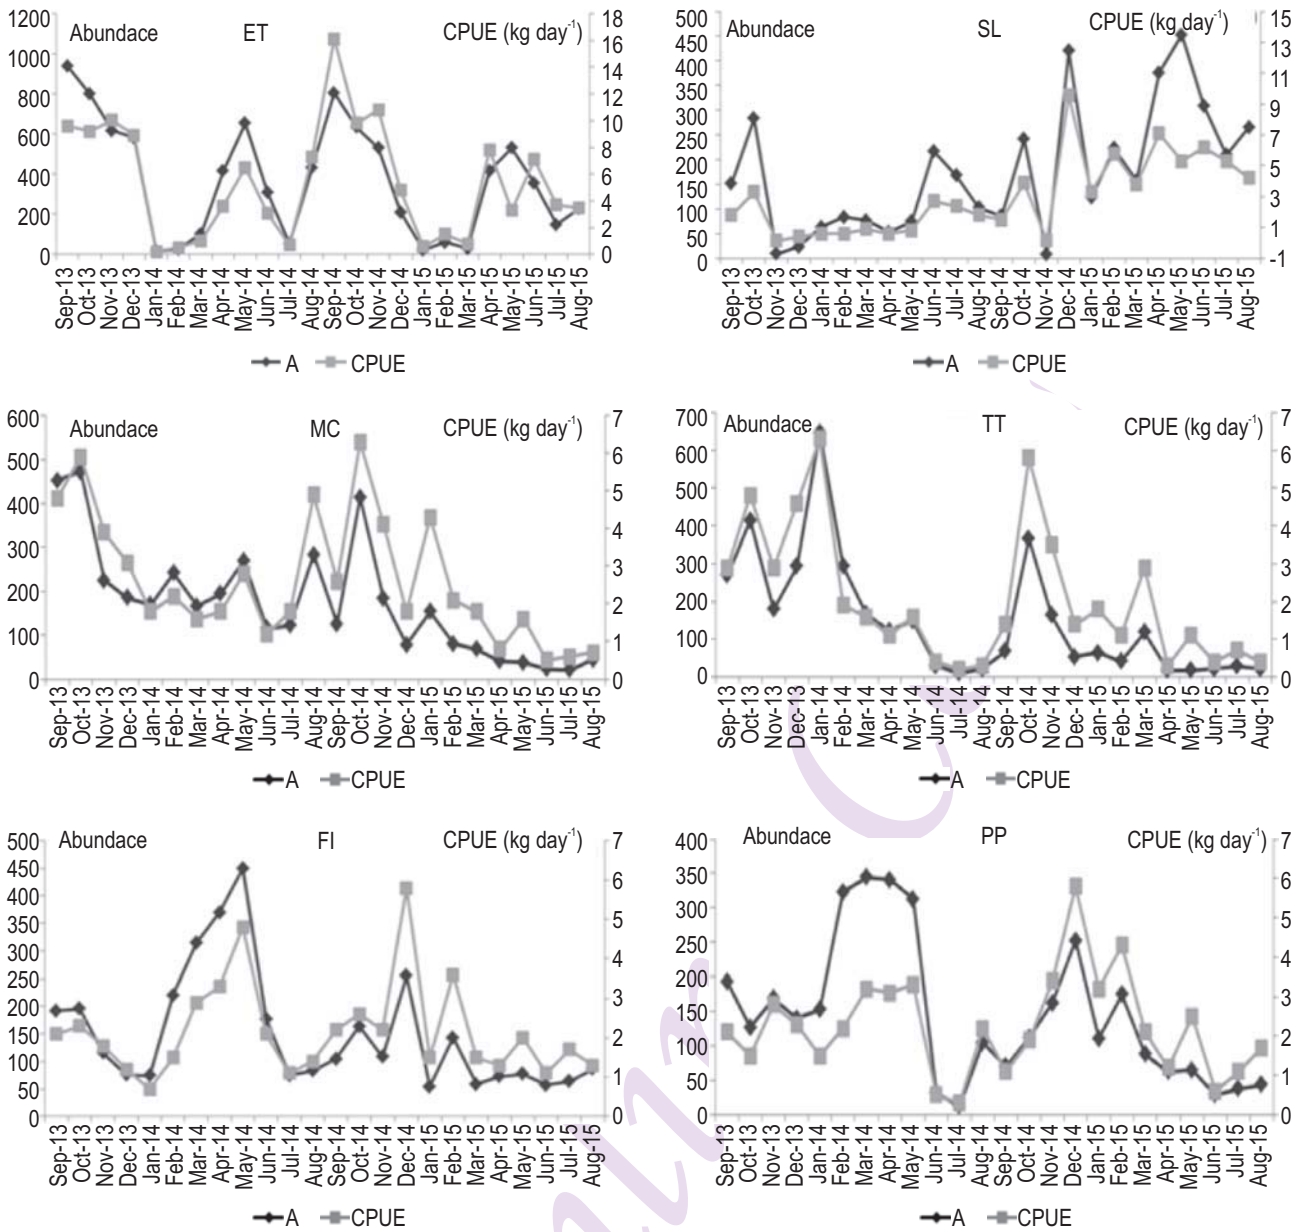 Abundace ET CPUE (kg day-1)
1200
1000
800
600
400
200
0
18
16
14
12
10
8
6
4
2
0
Sep-13
Oct-13
Nov-13
Dec-13
Jan-14
Feb-14
Mar-14
Apr-14
May-14
Jun-14
Jul-14
Aug-14
Sep-14
Oct-14
Nov-14
Dec-14
Jan-15
Feb-15
Mar-15
Apr-15
May-15
Jun-15
Jul-15
Aug-15
A CPUE
Abundace SL CPUE (kg day-1)
500
450
400
350
300
250
200
150
100
50
0
15
13
11
9
7
5
3
1
-1
Sep-13
Oct-13
Nov-13
Dec-13
Jan-14
Feb-14
Mar-14
Apr-14
May-14
Jun-14
Jul-14
Aug-14
Sep-14
Oct-14
Nov-14
Dec-14
Jan-15
Feb-15
Mar-15
Apr-15
May-15
Jun-15
Jul-15
Aug-15
A CPUE
Abundace MC CPUE (kg day-1)
600
500
400
300
200
100
0
7
6
5
4
3
2
1
0
Sep-13
Oct-13
Nov-13
Dec-13
Jan-14
Feb-14
Mar-14
Apr-14
May-14
Jun-14
Jul-14
Aug-14
Sep-14
Oct-14
Nov-14
Dec-14
Jan-15
Feb-15
Mar-15
Apr-15
May-15
Jun-15
Jul-15
Aug-15
A CPUE
Abundace TT CPUE (kg day-1)
700
600
500
400
300
200
100
0
7
6
5
4
3
2
1
0
Sep-13
Oct-13
Nov-13
Dec-13
Jan-14
Feb-14
Mar-14
Apr-14
May-14
Jun-14
Jul-14
Aug-14
Sep-14
Oct-14
Nov-14
Dec-14
Jan-15
Feb-15
Mar-15
Apr-15
May-15
Jun-15
Jul-15
Aug-15
A CPUE
Abundace FI CPUE (kg day-1)
500
450
400
350
300
250
200
150
100
50
0
7
6
5
4
3
2
1
0
Sep-13
Oct-13
Nov-13
Dec-13
Jan-14
Feb-14
Mar-14
Apr-14
May-14
Jun-14
Jul-14
Aug-14
Sep-14
Oct-14
Nov-14
Dec-14
Jan-15
Feb-15
Mar-15
Apr-15
May-15
Jun-15
Jul-15
Aug-15
A CPUE
Abundace PP CPUE (kg day-1)
400
350
300
250
200
150
100
50
0
7
6
5
4
3
2
1
0
Sep-13
Oct-13
Nov-13
Dec-13
Jan-14
Feb-14
Mar-14
Apr-14
May-14
Jun-14
Jul-14
Aug-14
Sep-14
Oct-14
Nov-14
Dec-14
Jan-15
Feb-15
Mar-15
Apr-15
May-15
Jun-15
Jul-15
Aug-15
A CPUE